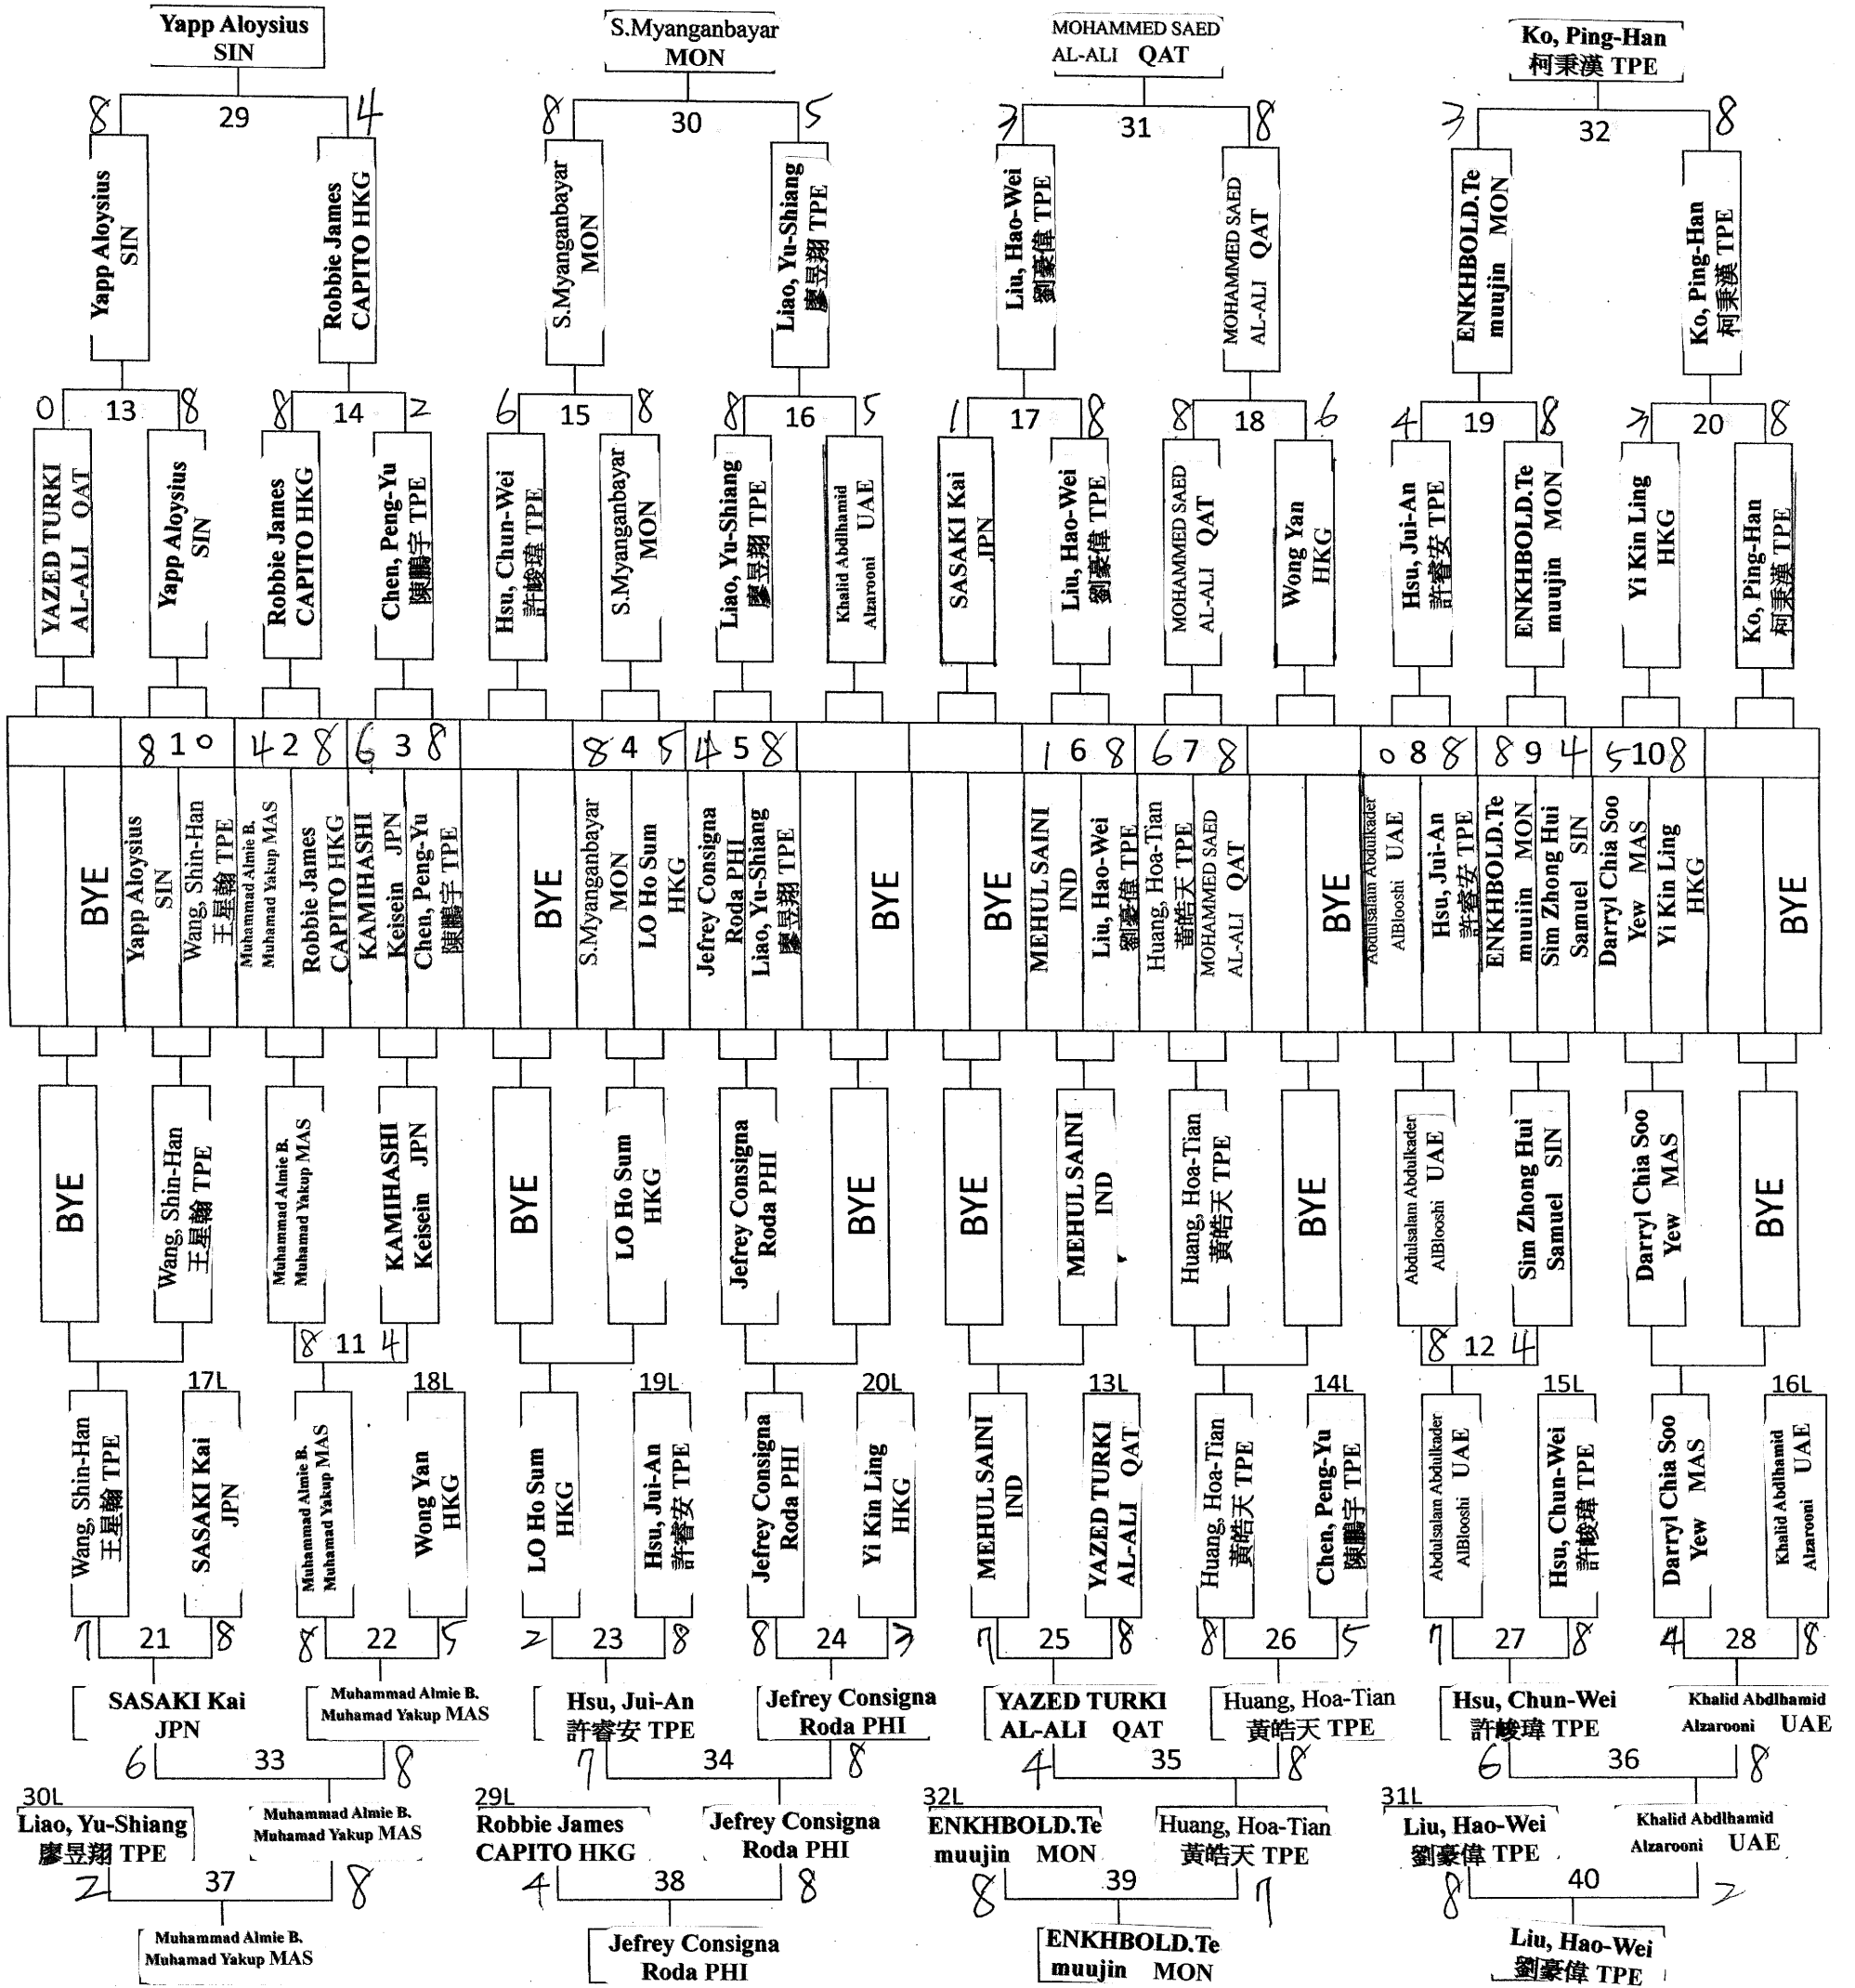 Yapp Aloysius
SIN
S.Myanganbayar
MON
MOHAMMED SAED
AL-ALI QAT
Ko, Ping-Han
柯秉漢 TPE
8 29 4
8 30 5
3 31 8
3 32 8
Yapp Aloysius
SIN
Robbie James
CAPITO HKG
S.Myanganbayar
MON
Liao, Yu-Shiang
廖昱翔 TPE
Liu, Hao-Wei
劉豪偉 TPE
MOHAMMED SAED
AL-ALI QAT
ENKHBOLD.Te
muujin MON
Ko, Ping-Han
柯秉漢 TPE
0 13 8
8 14 2
6 15 8
8 16 5
1 17 8
8 18 6
4 19 8
3 20 8
YAZED TURKI
AL-ALI QAT
Yapp Aloysius
SIN
Robbie James
CAPITO HKG
Chen, Peng-Yu
陳鵬宇 TPE
Hsu, Chun-Wei
許峻瑋 TPE
S.Myanganbayar
MON
Liao, Yu-Shiang
廖昱翔 TPE
Khalid Abdlhamid
Alzarooni UAE
SASAKI Kai
JPN
Liu, Hao-Wei
劉豪偉 TPE
MOHAMMED SAED
AL-ALI QAT
Wong Yan
HKG
Hsu, Jui-An
許睿安 TPE
ENKHBOLD.Te
muujin MON
Yi Kin Ling
HKG
Ko, Ping-Han
柯秉漢 TPE
8 1 0
4 2 8
6 3 8
8 4 5
4 5 8
1 6 8
6 7 8
0 8 8
8 9 4
5 10 8
BYE
Yapp Aloysius
SIN
Wang, Shin-Han
王星翰 TPE
Muhammad Almie B.
Muhamad Yakup MAS
Robbie James
CAPITO HKG
KAMIHASHI
Keisein JPN
Chen, Peng-Yu
陳鵬宇 TPE
BYE
S.Myanganbayar
MON
LO Ho Sum
HKG
Jefrey Consigna
Roda PHI
Liao, Yu-Shiang
廖昱翔 TPE
BYE
BYE
MEHUL SAINI
IND
Liu, Hao-Wei
劉豪偉 TPE
Huang, Hoa-Tian
黃皓天 TPE
MOHAMMED SAED
AL-ALI QAT
BYE
Abdulsalam Abdulkader
AlBlooshi UAE
Hsu, Jui-An
許睿安 TPE
ENKHBOLD.Te
muujin MON
Sim Zhong Hui
Samuel SIN
Darryl Chia Soo
Yew MAS
Yi Kin Ling
HKG
BYE
BYE
Wang, Shin-Han
王星翰 TPE
Muhammad Almie B.
Muhamad Yakup MAS
KAMIHASHI
Keisein JPN
BYE
LO Ho Sum
HKG
Jefrey Consigna
Roda PHI
BYE
BYE
MEHUL SAINI
IND
Huang, Hoa-Tian
黃皓天 TPE
BYE
Abdulsalam Abdulkader
AlBlooshi UAE
Sim Zhong Hui
Samuel SIN
Darryl Chia Soo
Yew MAS
BYE
8 11 4
8 12 4
17L
18L
19L
20L
13L
14L
15L
16L
Wang, Shin-Han
王星翰 TPE
SASAKI Kai
JPN
Muhammad Almie B.
Muhamad Yakup MAS
Wong Yan
HKG
LO Ho Sum
HKG
Hsu, Jui-An
許睿安 TPE
Jefrey Consigna
Roda PHI
Yi Kin Ling
HKG
MEHUL SAINI
IND
YAZED TURKI
AL-ALI QAT
Huang, Hoa-Tian
黃皓天 TPE
Chen, Peng-Yu
陳鵬宇 TPE
Abdulsalam Abdulkader
AlBlooshi UAE
Hsu, Chun-Wei
許峻瑋 TPE
Darryl Chia Soo
Yew MAS
Khalid Abdlhamid
Alzarooni UAE
7 21 8
8 22 5
2 23 8
8 24 3
7 25 8
8 26 5
7 27 8
4 28 8
SASAKI Kai
JPN
Muhammad Almie B.
Muhamad Yakup MAS
Hsu, Jui-An
許睿安 TPE
Jefrey Consigna
Roda PHI
YAZED TURKI
AL-ALI QAT
Huang, Hoa-Tian
黃皓天 TPE
Hsu, Chun-Wei
許峻瑋 TPE
Khalid Abdlhamid
Alzarooni UAE
6 33 8
7 34 8
4 35 8
6 36 8
30L
Liao, Yu-Shiang
廖昱翔 TPE
Muhammad Almie B.
Muhamad Yakup MAS
29L
Robbie James
CAPITO HKG
Jefrey Consigna
Roda PHI
32L
ENKHBOLD.Te
muujin MON
Huang, Hoa-Tian
黃皓天 TPE
31L
Liu, Hao-Wei
劉豪偉 TPE
Khalid Abdlhamid
Alzarooni UAE
2 37 8
4 38 8
8 39 7
8 40 2
Muhammad Almie B.
Muhamad Yakup MAS
Jefrey Consigna
Roda PHI
ENKHBOLD.Te
muujin MON
Liu, Hao-Wei
劉豪偉 TPE